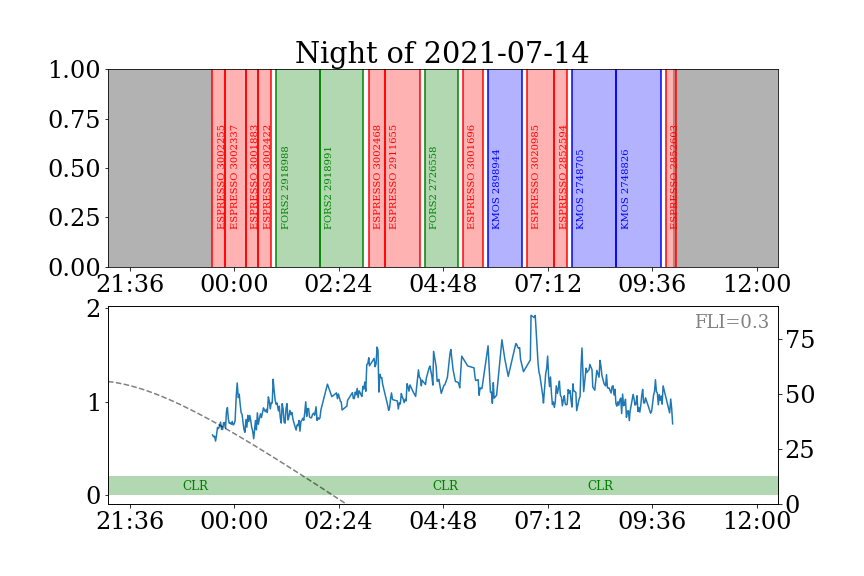 Night of 2021-07-14
1.00
0.75
0.50
0.25
0.00
ESPRESSO 3002255
ESPRESSO 3002337
ESPRESSO 3001883
ESPRESSO 3002422
FORS2 2918988
FORS2 2918991
ESPRESSO 3002468
ESPRESSO 2911655
FORS2 2726558
ESPRESSO 3001696
KMOS 2898944
ESPRESSO 3020985
ESPRESSO 2852594
KMOS 2748705
KMOS 2748826
ESPRESSO 2852603
21:36 00:00 02:24 04:48 07:12 09:36 12:00
2
1
0
FLI=0.3
75
50
25
0
CLR CLR CLR
21:36 00:00 02:24 04:48 07:12 09:36 12:00